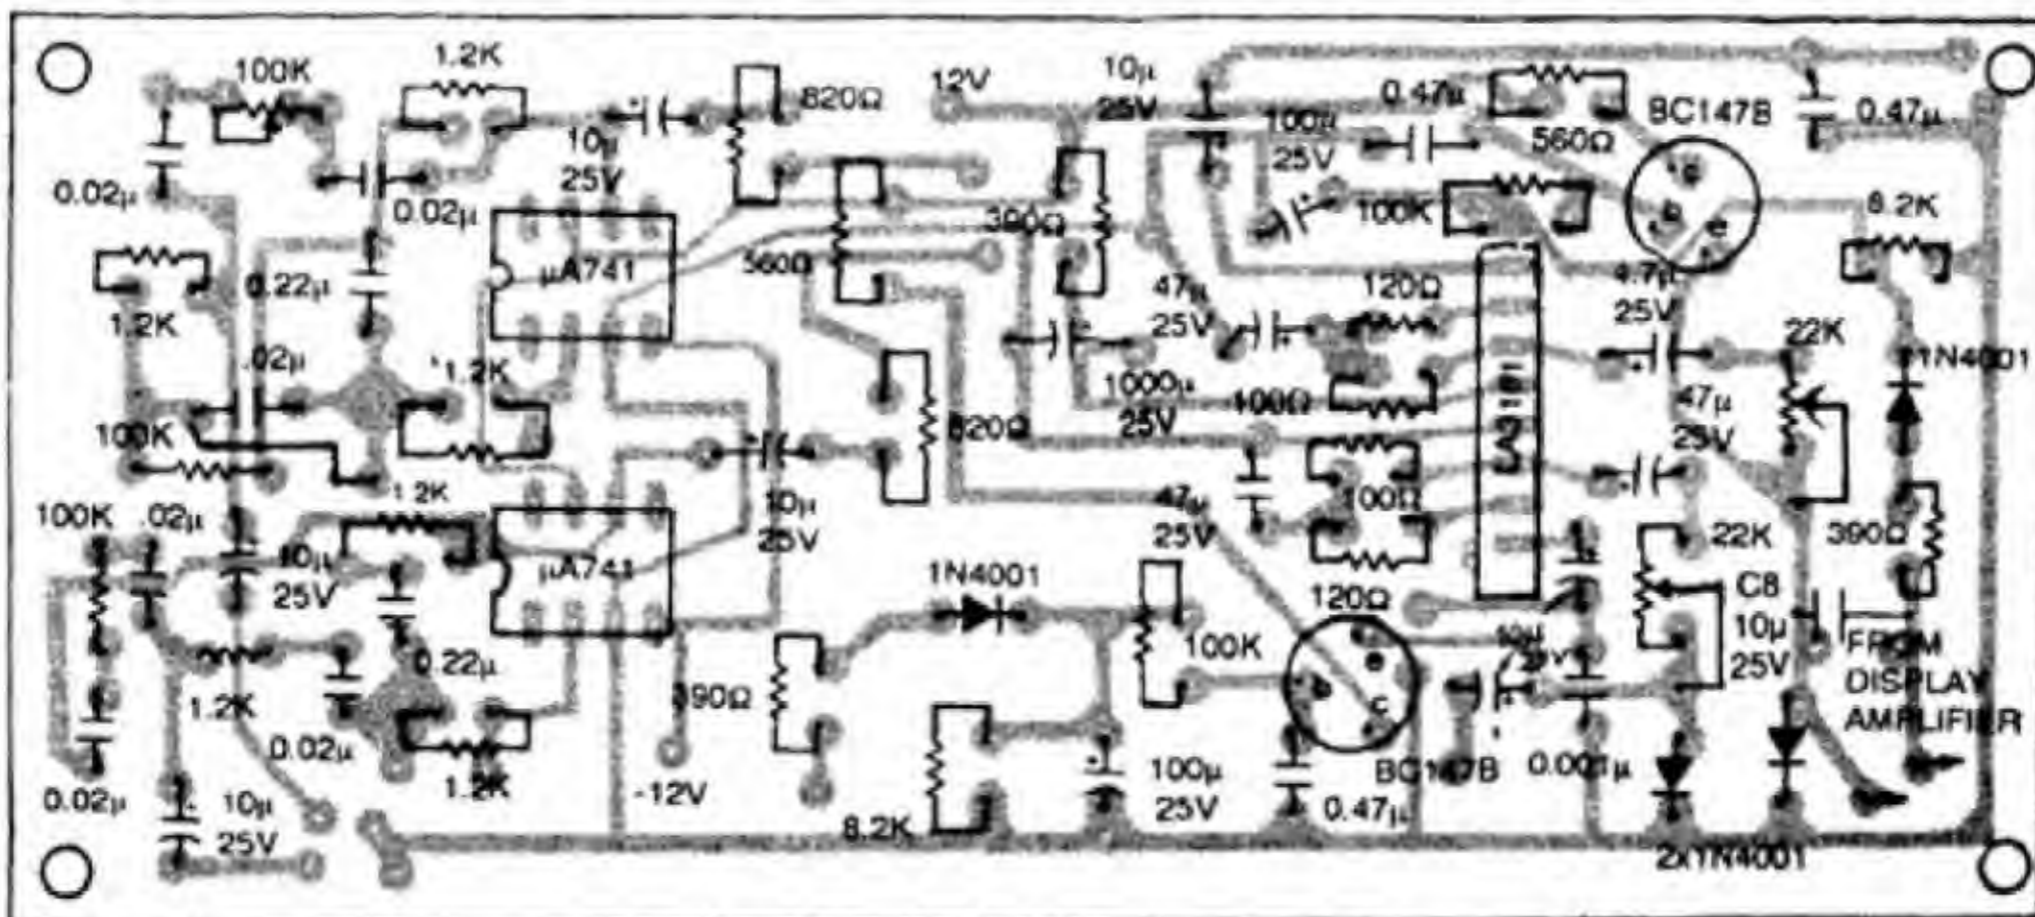 100K
1.2K
820Ω
12V
10µ
25V
0.47µ
BC147B
0.47µ
10µ
25V
100µ
25V
560Ω
0.02µ
0.02µ
390Ω
100K
8.2K
µA741
560Ω
0.22µ
47µ
25V
120Ω
4.7µ
25V
1.2K
22K
1N4001
.02µ
1.2K
1000µ
25V
100Ω
47µ
25V
820Ω
100K
1.2K
10µ
25V
47µ
25V
100Ω
100K
.02µ
10µ
25V
µA741
1N4001
120Ω
22K
390Ω
C8
10µ
25V
0.22µ
100K
FROM
DISPLAY
AMPLIFIER
1.2K
390Ω
0.02µ
1.2K
-12V
100µ
25V
BC147B
0.001µ
0.02µ
10µ
25V
8.2K
0.47µ
2x1N4001